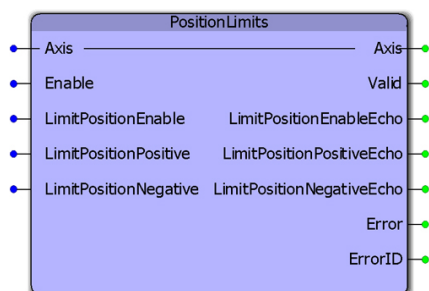 PositionLimits
Axis Axis
Enable Valid
LimitPositionEnable LimitPositionEnableEcho
LimitPositionPositive LimitPositionPositiveEcho
LimitPositionNegative LimitPositionNegativeEcho
Error
ErrorID